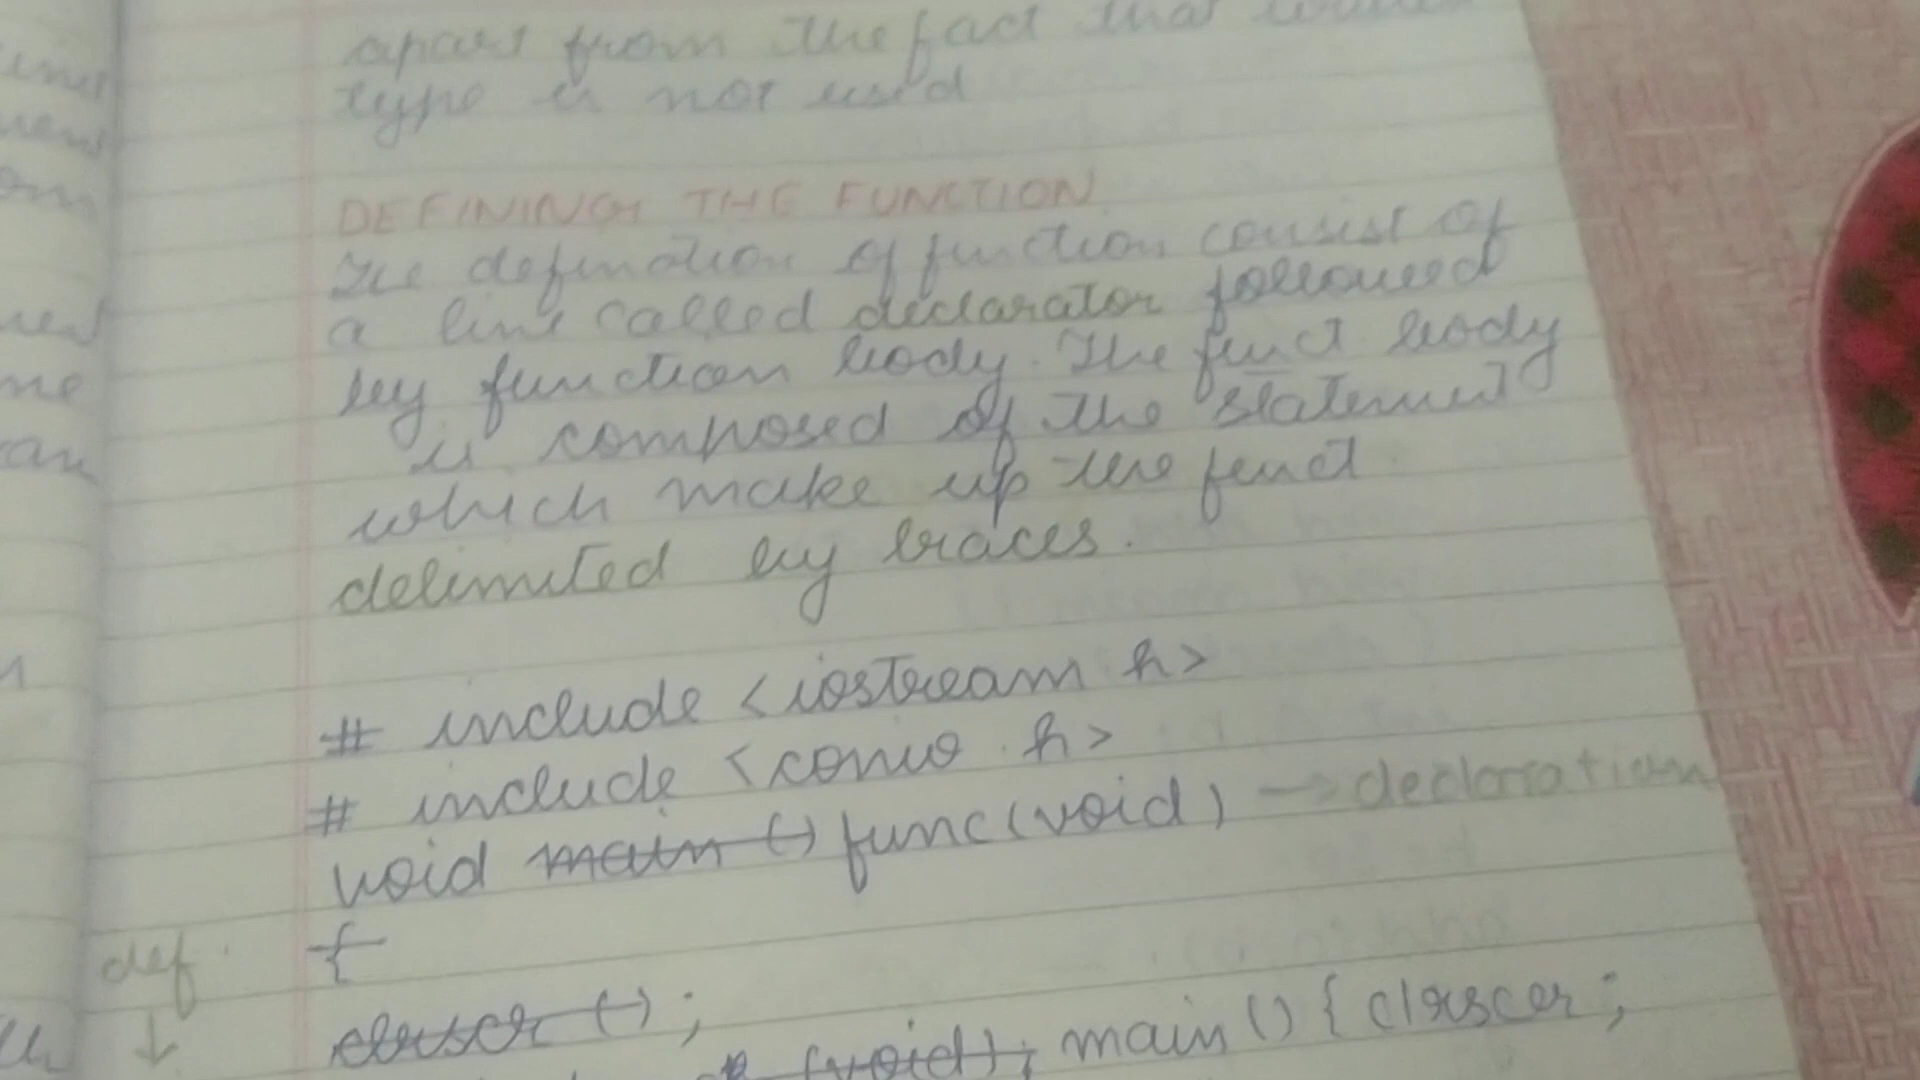 apart from the fact that
type is not used
DEFINING THE FUNCTION
The defination of function consist of
a line called declarator followed
by function body. The funct body
is composed of the statement
which make up the funct
delimited by braces.
# include <iostream.h>
# include <conio.h>
void main () func(void) → declaration
def. {
↓ clrscr ();
(void); main () { clrscr;